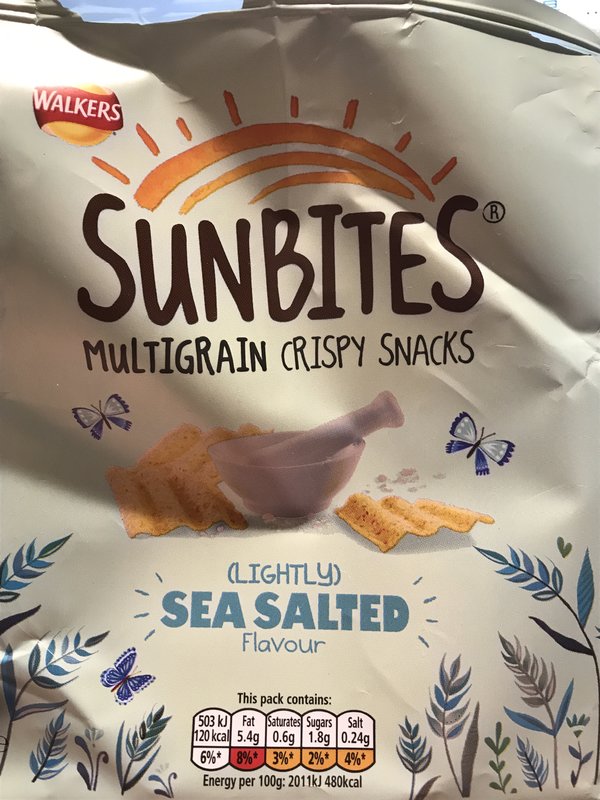 WALKERS
SUNBITES®
MULTIGRAIN CRISPY SNACKS
(LIGHTLY)
SEA SALTED
Flavour
This pack contains:
503 kJ Fat Saturates Sugars Salt
120 kcal 5.4g 0.6g 1.8g 0.24g
6%* 8%* 3%* 2%* 4%*
Energy per 100g: 2011kJ 480kcal